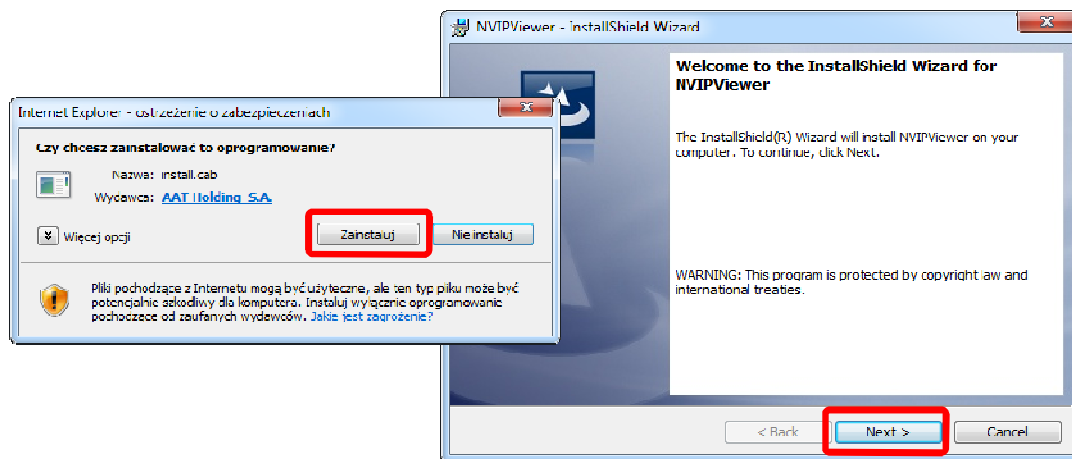 Internet Explorer - ostrzeżenie o zabezpieczeniach
Czy chcesz zainstalować to oprogramowanie?
Nazwa: install.cab
Wydawca: AAT Holding S.A.
Więcej opcji
Zainstaluj
Nie instaluj
Pliki pochodzące z Internetu mogą być użyteczne, ale ten typ pliku może być
potencjalnie szkodliwy dla komputera. Instaluj wyłącznie oprogramowanie
pochodzące od zaufanych wydawców. Jakie jest zagrożenie?
NVIPViewer - InstallShield Wizard
Welcome to the InstallShield Wizard for
NVIPViewer
The InstallShield(R) Wizard will install NVIPViewer on your
computer. To continue, click Next.
WARNING: This program is protected by copyright law and
international treaties.
< Back
Next >
Cancel